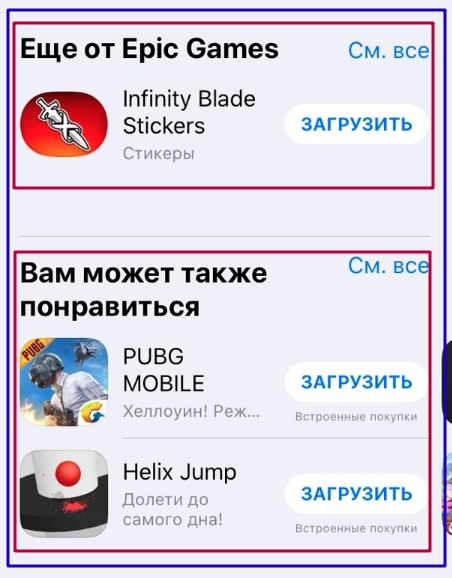 Еще от Epic Games
См. все
Infinity Blade
Stickers
Стикеры
ЗАГРУЗИТЬ
Вам может также
понравиться
См. все
PUBG
PUBG
MOBILE
Хеллоуин! Реж...
ЗАГРУЗИТЬ
Встроенные покупки
Helix Jump
Долети до
самого дна!
ЗАГРУЗИТЬ
Встроенные покупки